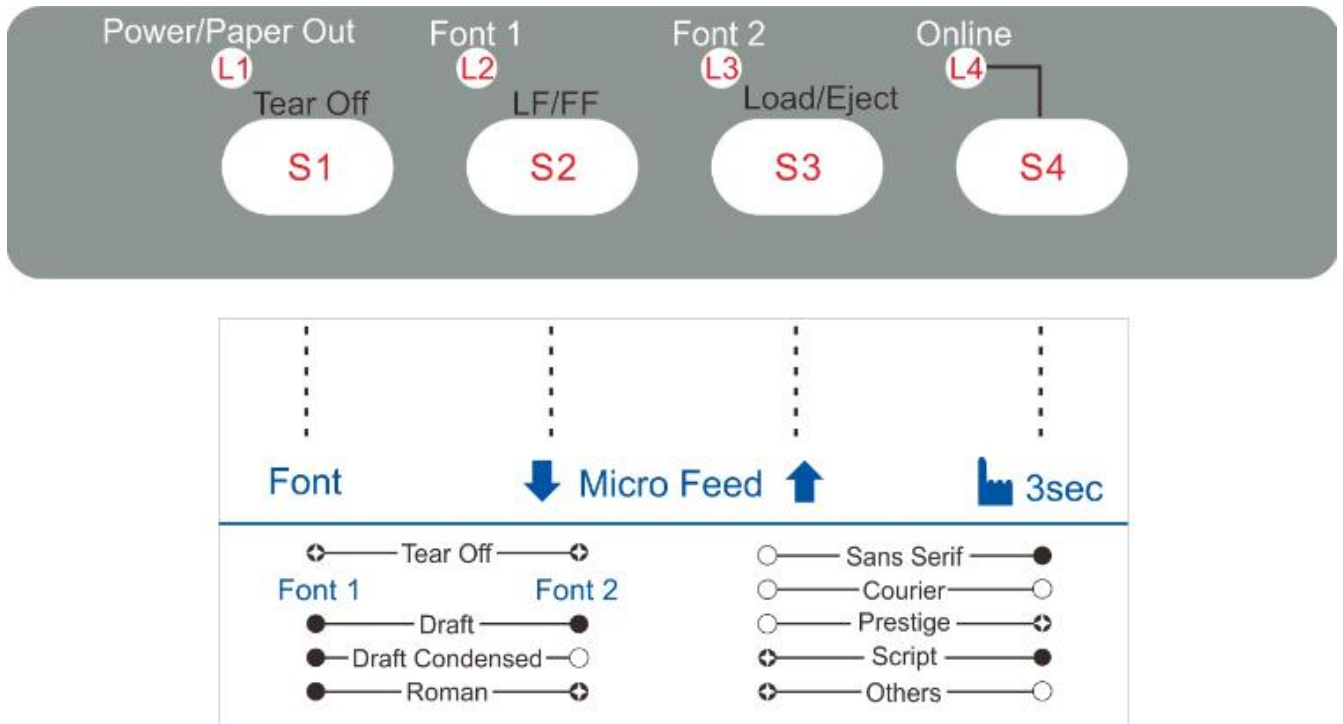 Power/Paper Out Font 1 Font 2 Online
L1 L2 L3 L4
Tear Off LF/FF Load/Eject
S1 S2 S3 S4
Font Micro Feed 3sec
Tear Off Sans Serif
Font 1 Font 2 Courier
Draft Prestige
Draft Condensed Script
Roman Others